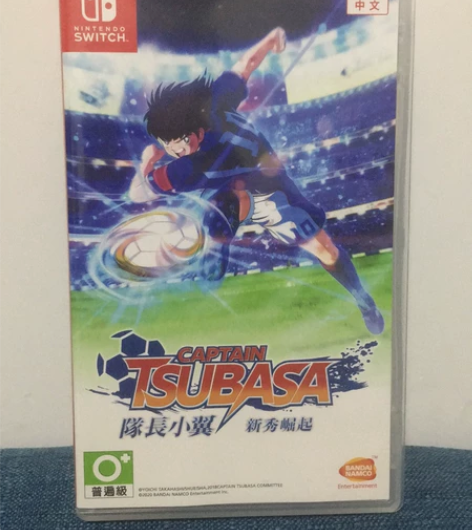 中文
NINTENDO
SWITCH
CAPTAIN
TSUBASA
隊長小翼 新秀崛起
0+
普遍級
BANDAI
NAMCO
Entertainment